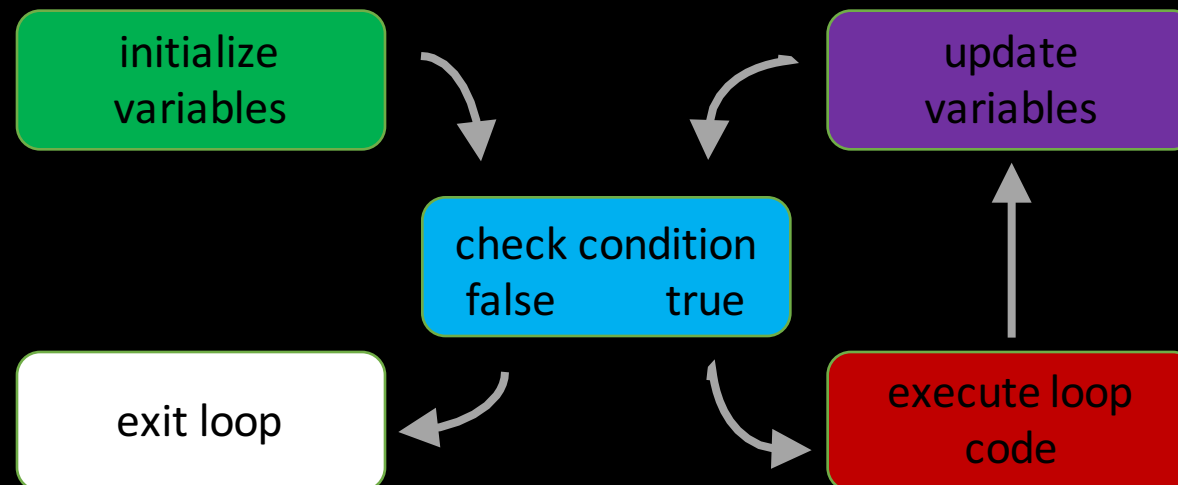 initialize
variables
update
variables
check condition
false true
exit loop
execute loop
code